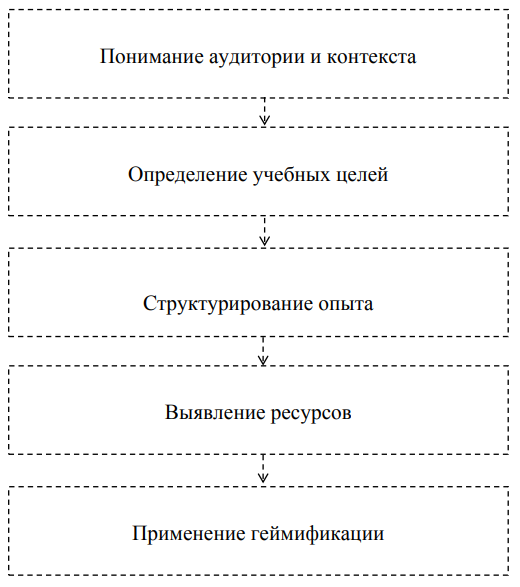 Понимание аудитории и контекста
Определение учебных целей
Структурирование опыта
Выявление ресурсов
Применение геймификации